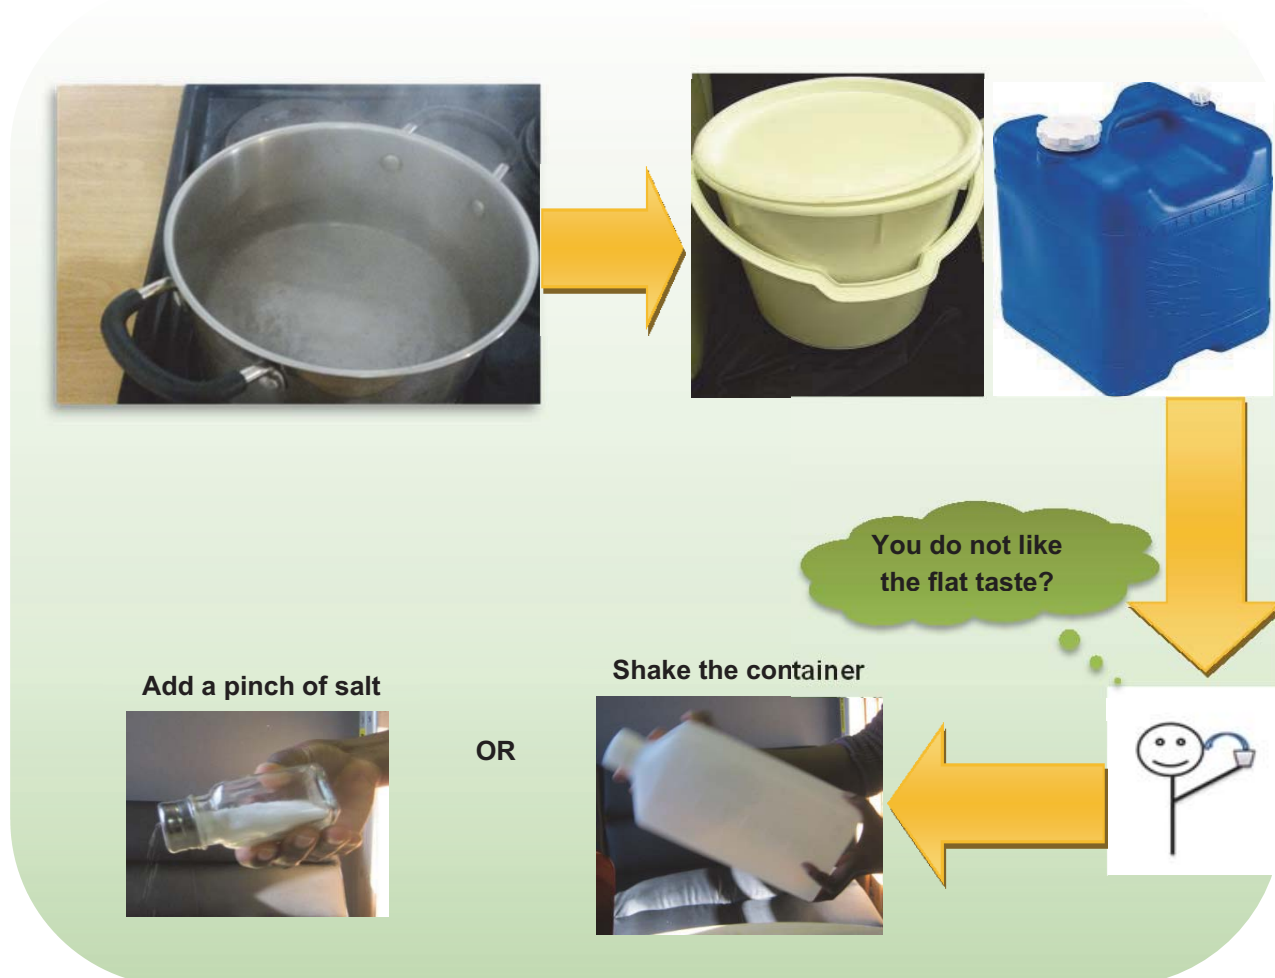 You do not like
the flat taste?
Shake the container
Add a pinch of salt
OR